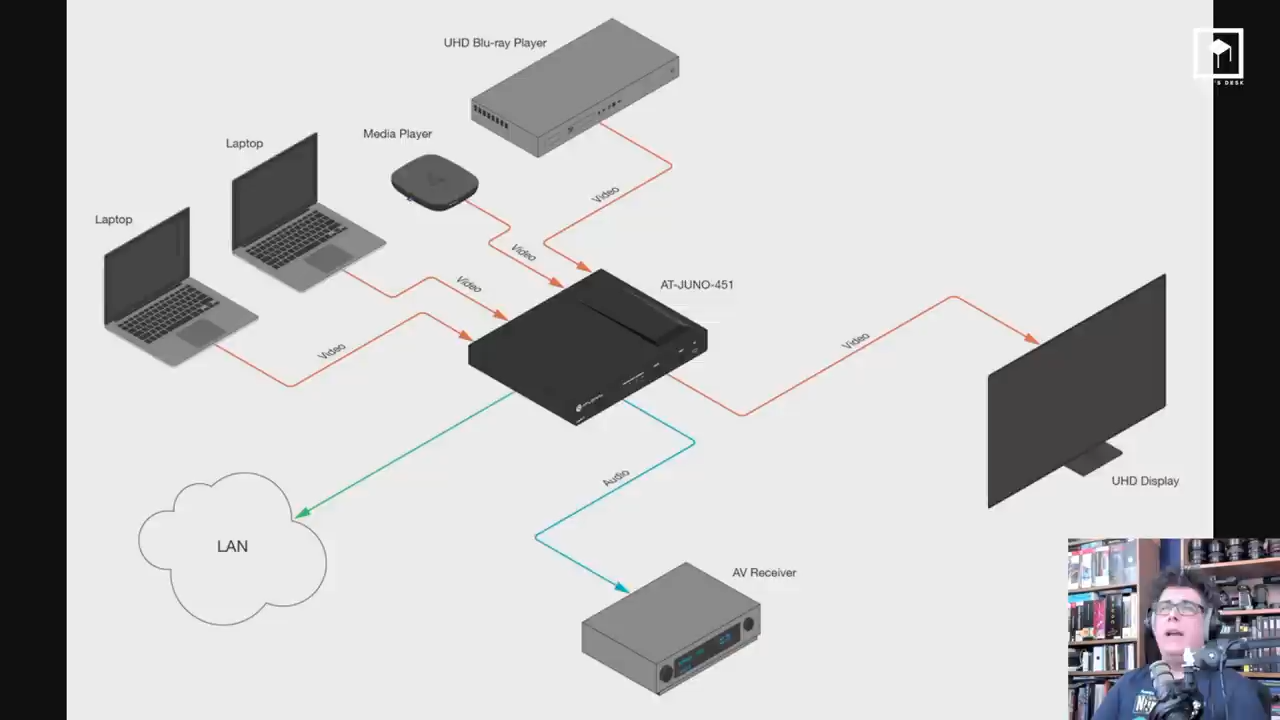 UHD Blu-ray Player
Media Player
Laptop
Laptop
Video
Video
Video
Video
AT-JUNO-451
Video
UHD Display
Audio
LAN
AV Receiver